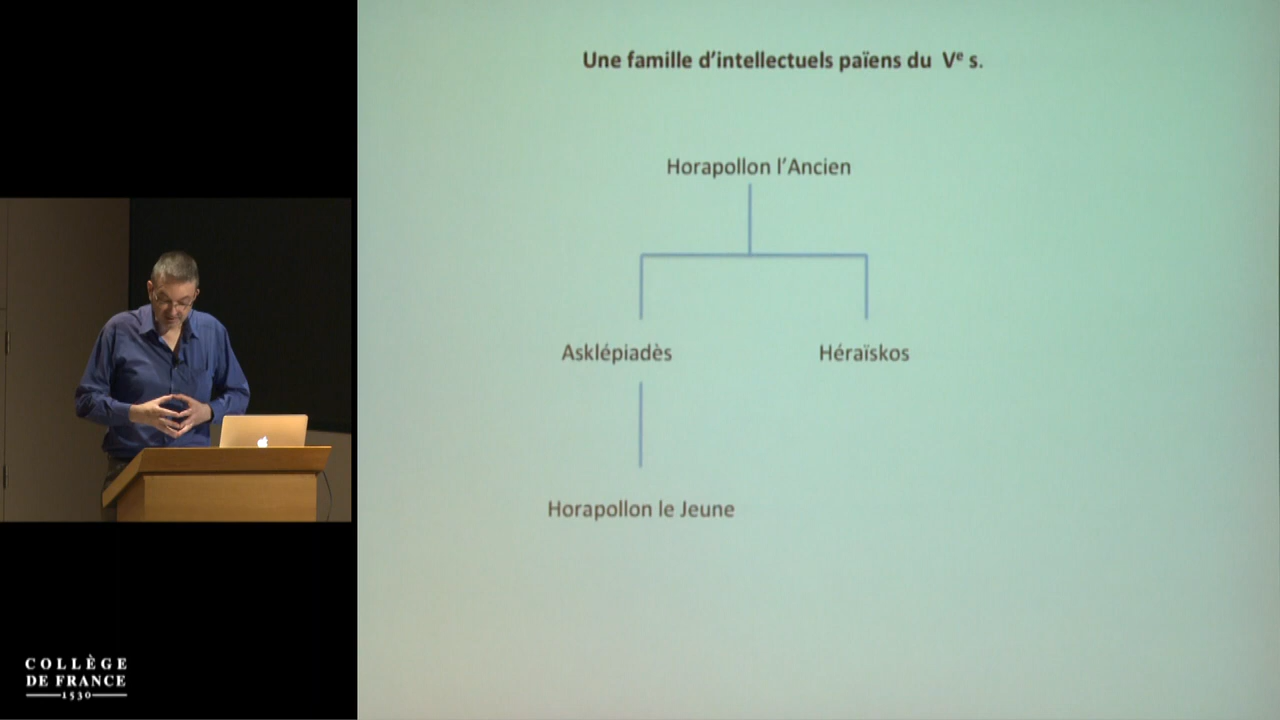 Une famille d’intellectuels païens du Vᵉ s.
Horapollon l’Ancien
Asklépiadès Héraïskos
Horapollon le Jeune
COLLÈGE
DE FRANCE
1530